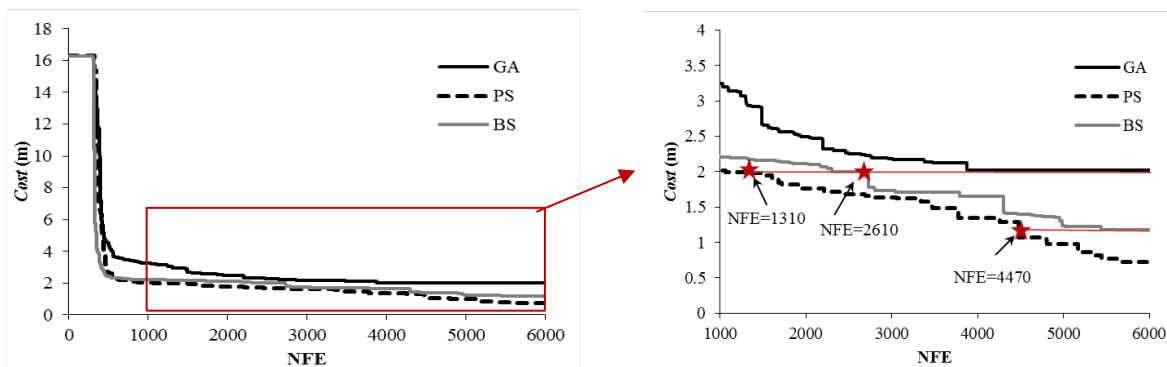 18
16
14
12
10
8
6
4
2
0
Cost (m)
GA
PS
BS
0 1000 2000 3000 4000 5000 6000
NFE
4
3.5
3
2.5
2
1.5
1
0.5
0
Cost (m)
GA
PS
BS
NFE=1310
NFE=2610
NFE=4470
1000 2000 3000 4000 5000 6000
NFE